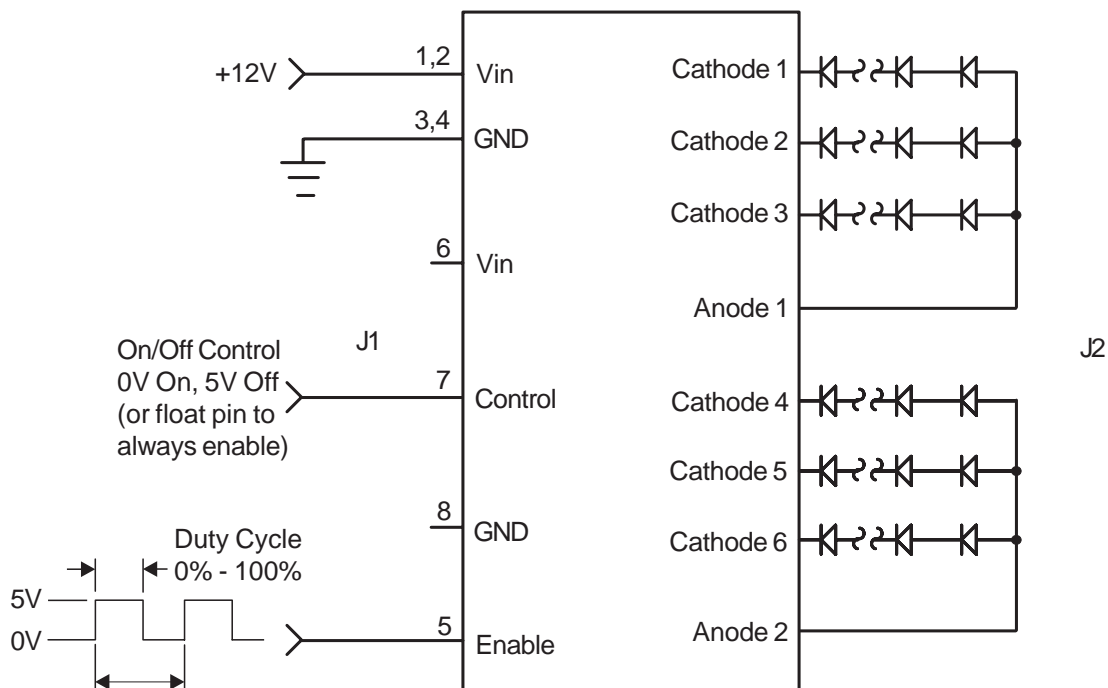 +12V
1,2
Vin
3,4
GND
6
Vin
J1
On/Off Control
0V On, 5V Off
(or float pin to
always enable)
7
Control
8
GND
Duty Cycle
0% - 100%
5V
0V
5
Enable
Cathode 1
Cathode 2
Cathode 3
Anode 1
J2
Cathode 4
Cathode 5
Cathode 6
Anode 2